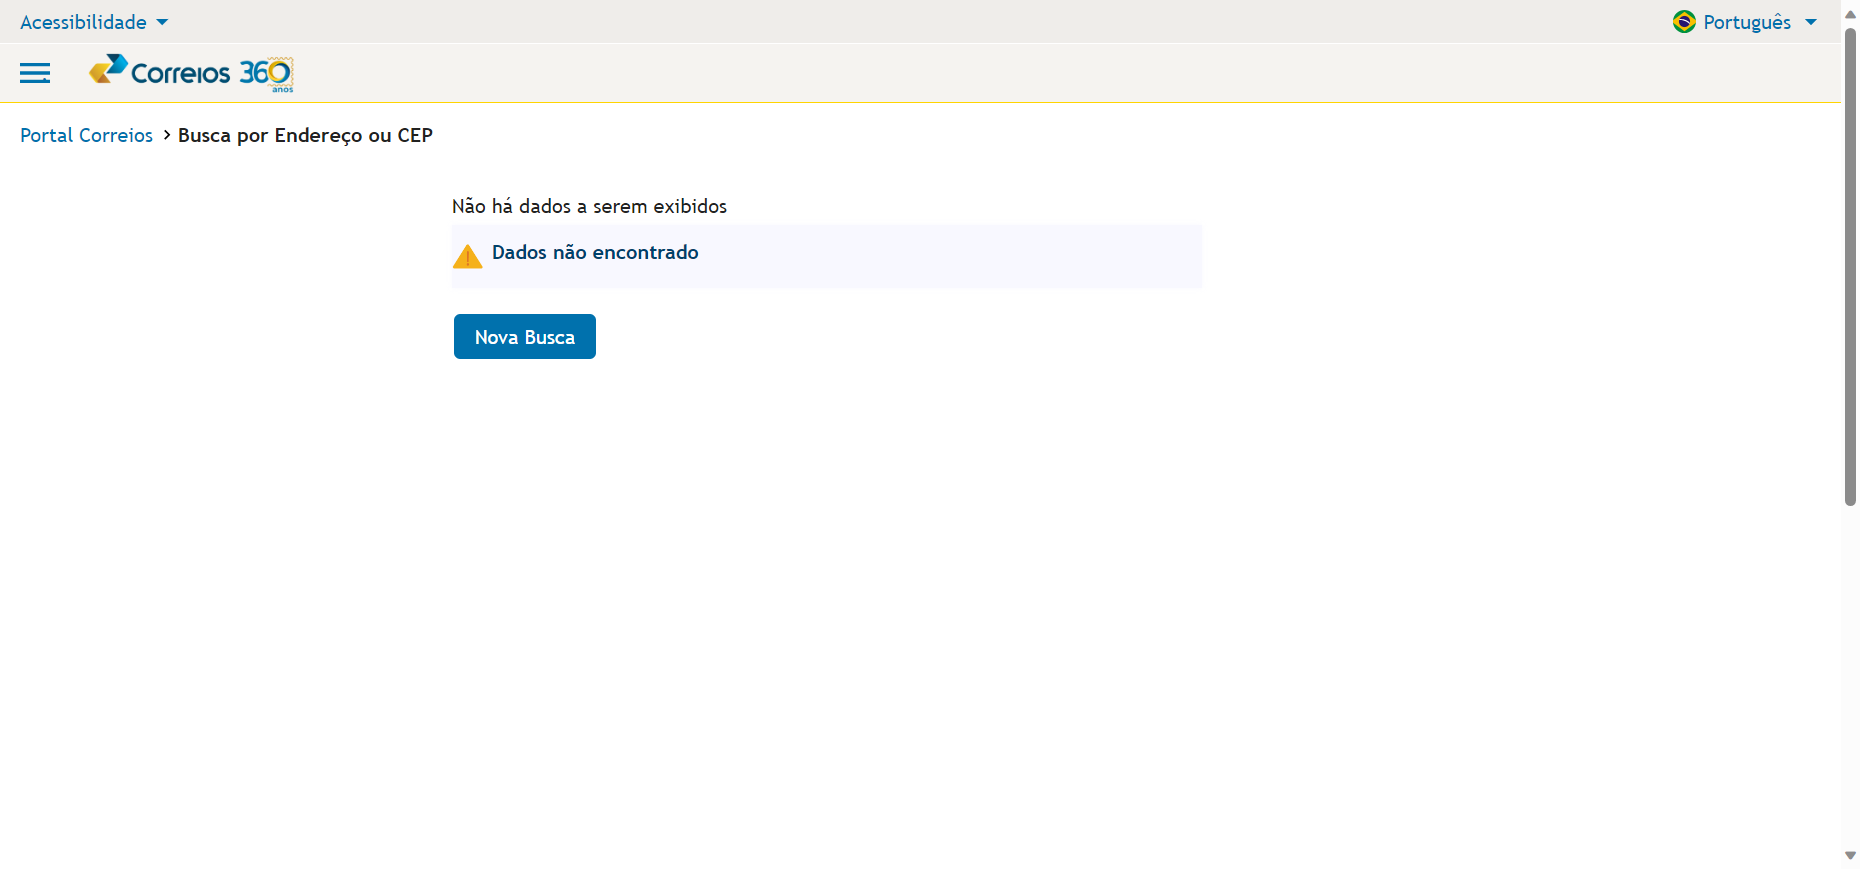 Acessibilidade
Português
Correios 360
anos
Portal Correios > Busca por Endereço ou CEP
Não há dados a serem exibidos
Dados não encontrado
Nova Busca